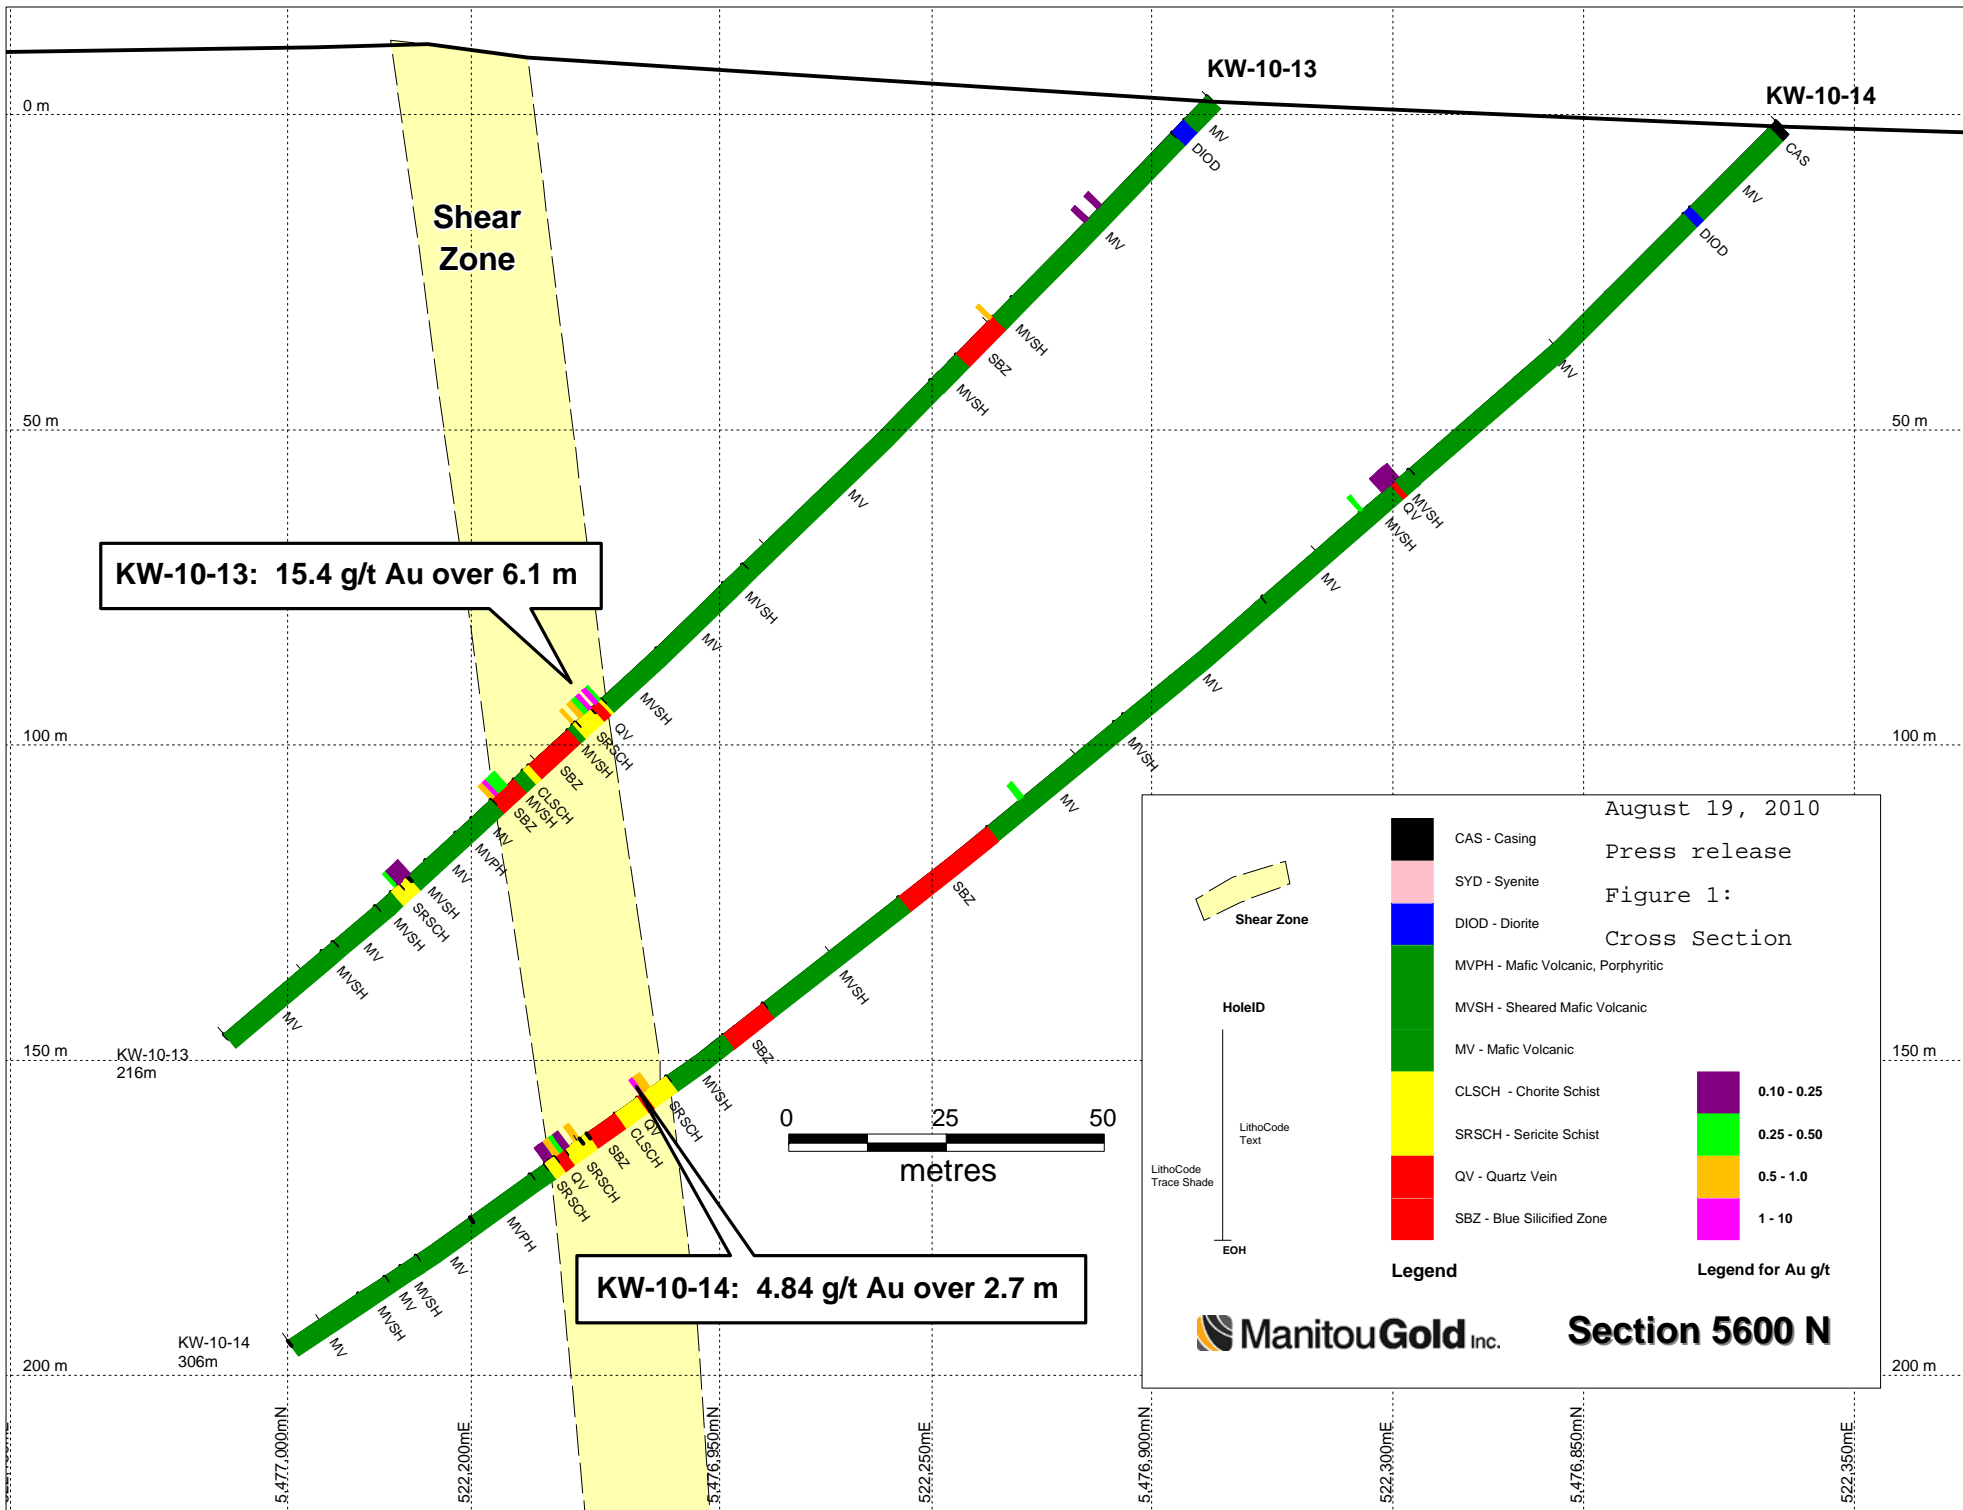 KW-10-13
KW-10-14
0 m
MV
DIOD
CAS
MV
DIOD
Shear
Zone
MV
MVSH
SBZ
MVSH
MV
50 m
50 m
MV
MVSH
QV
MVSH
MV
KW-10-13: 15.4 g/t Au over 6.1 m
MVSH
MV
MVSH
MV
QV
SRSCH
MVSH
SBZ
CLSCH
MVSH
SBZ
MV
MVPH
MV
MVSH
SRSCH
MVSH
MV
MVSH
MV
100 m
100 m
MVSH
MV
SBZ
MVSH
SBZ
MVSH
SRSCH
QV
CLSCH
SBZ
SRSCH
QV
SRSCH
MVPH
MV
MVSH
MV
MVSH
MV
KW-10-13
216m
150 m
150 m
0 25 50
metres
KW-10-14: 4.84 g/t Au over 2.7 m
KW-10-14
306m
200 m
200 m
August 19, 2010
Press release
Figure 1:
Cross Section
CAS - Casing
SYD - Syenite
DIOD - Diorite
MVPH - Mafic Volcanic, Porphyritic
MVSH - Sheared Mafic Volcanic
MV - Mafic Volcanic
CLSCH - Chorite Schist
SRSCH - Sericite Schist
QV - Quartz Vein
SBZ - Blue Silicified Zone
Legend
Shear Zone
HoleID
LithoCode
Text
LithoCode
Trace Shade
EOH
0.10 - 0.25
0.25 - 0.50
0.5 - 1.0
1 - 10
Legend for Au g/t
ManitouGold Inc.
Section 5600 N
5,477,000mN
522,200mE
5,476,950mN
522,250mE
5,476,900mN
522,300mE
5,476,850mN
522,350mE